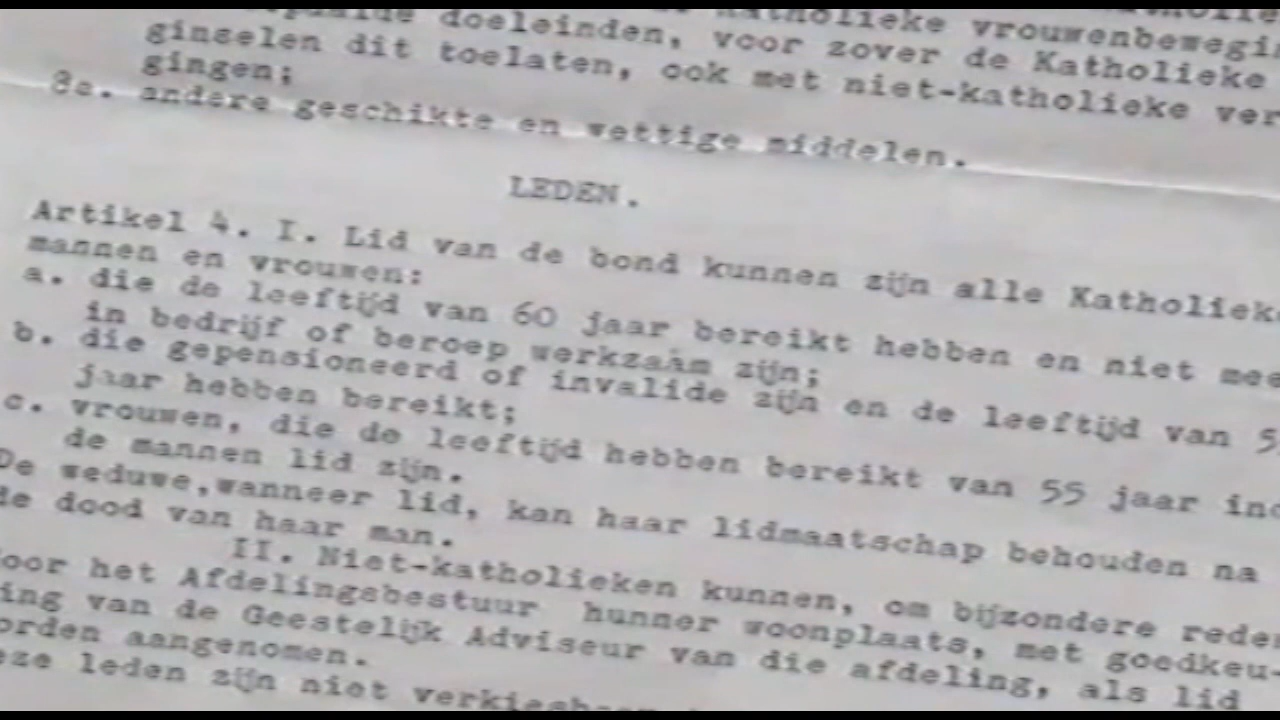 doeleinden, voor zover de Katholieke
ginselen dit toelaten, ook met niet-katholieke ver
gingen;
8e. andere geschikte en wettige middelen.
LEDEN.
Artikel 4. I. Lid van de bond kunnen zijn alle Katholieke
mannen en vrouwen:
a. die de leeftijd van 60 jaar bereikt hebben en niet mee
in bedrijf of beroep werkzaam zijn;
b. die gepensioneerd of invalide zijn en de leeftijd van 5
jaar hebben bereikt;
c. vrouwen, die de leeftijd hebben bereikt van 55 jaar in
de mannen lid zijn.
De weduwe, wanneer lid, kan haar lidmaatschap behouden na
de dood van haar man.
II. Niet-katholieken kunnen, om bijzondere reden
oor het Afdelingsbestuur hunner woonplaats, met goedkeu-
ing van de Geestelijk Adviseur van die afdeling, als lid
orden aangenomen.
eze leden zijn niet